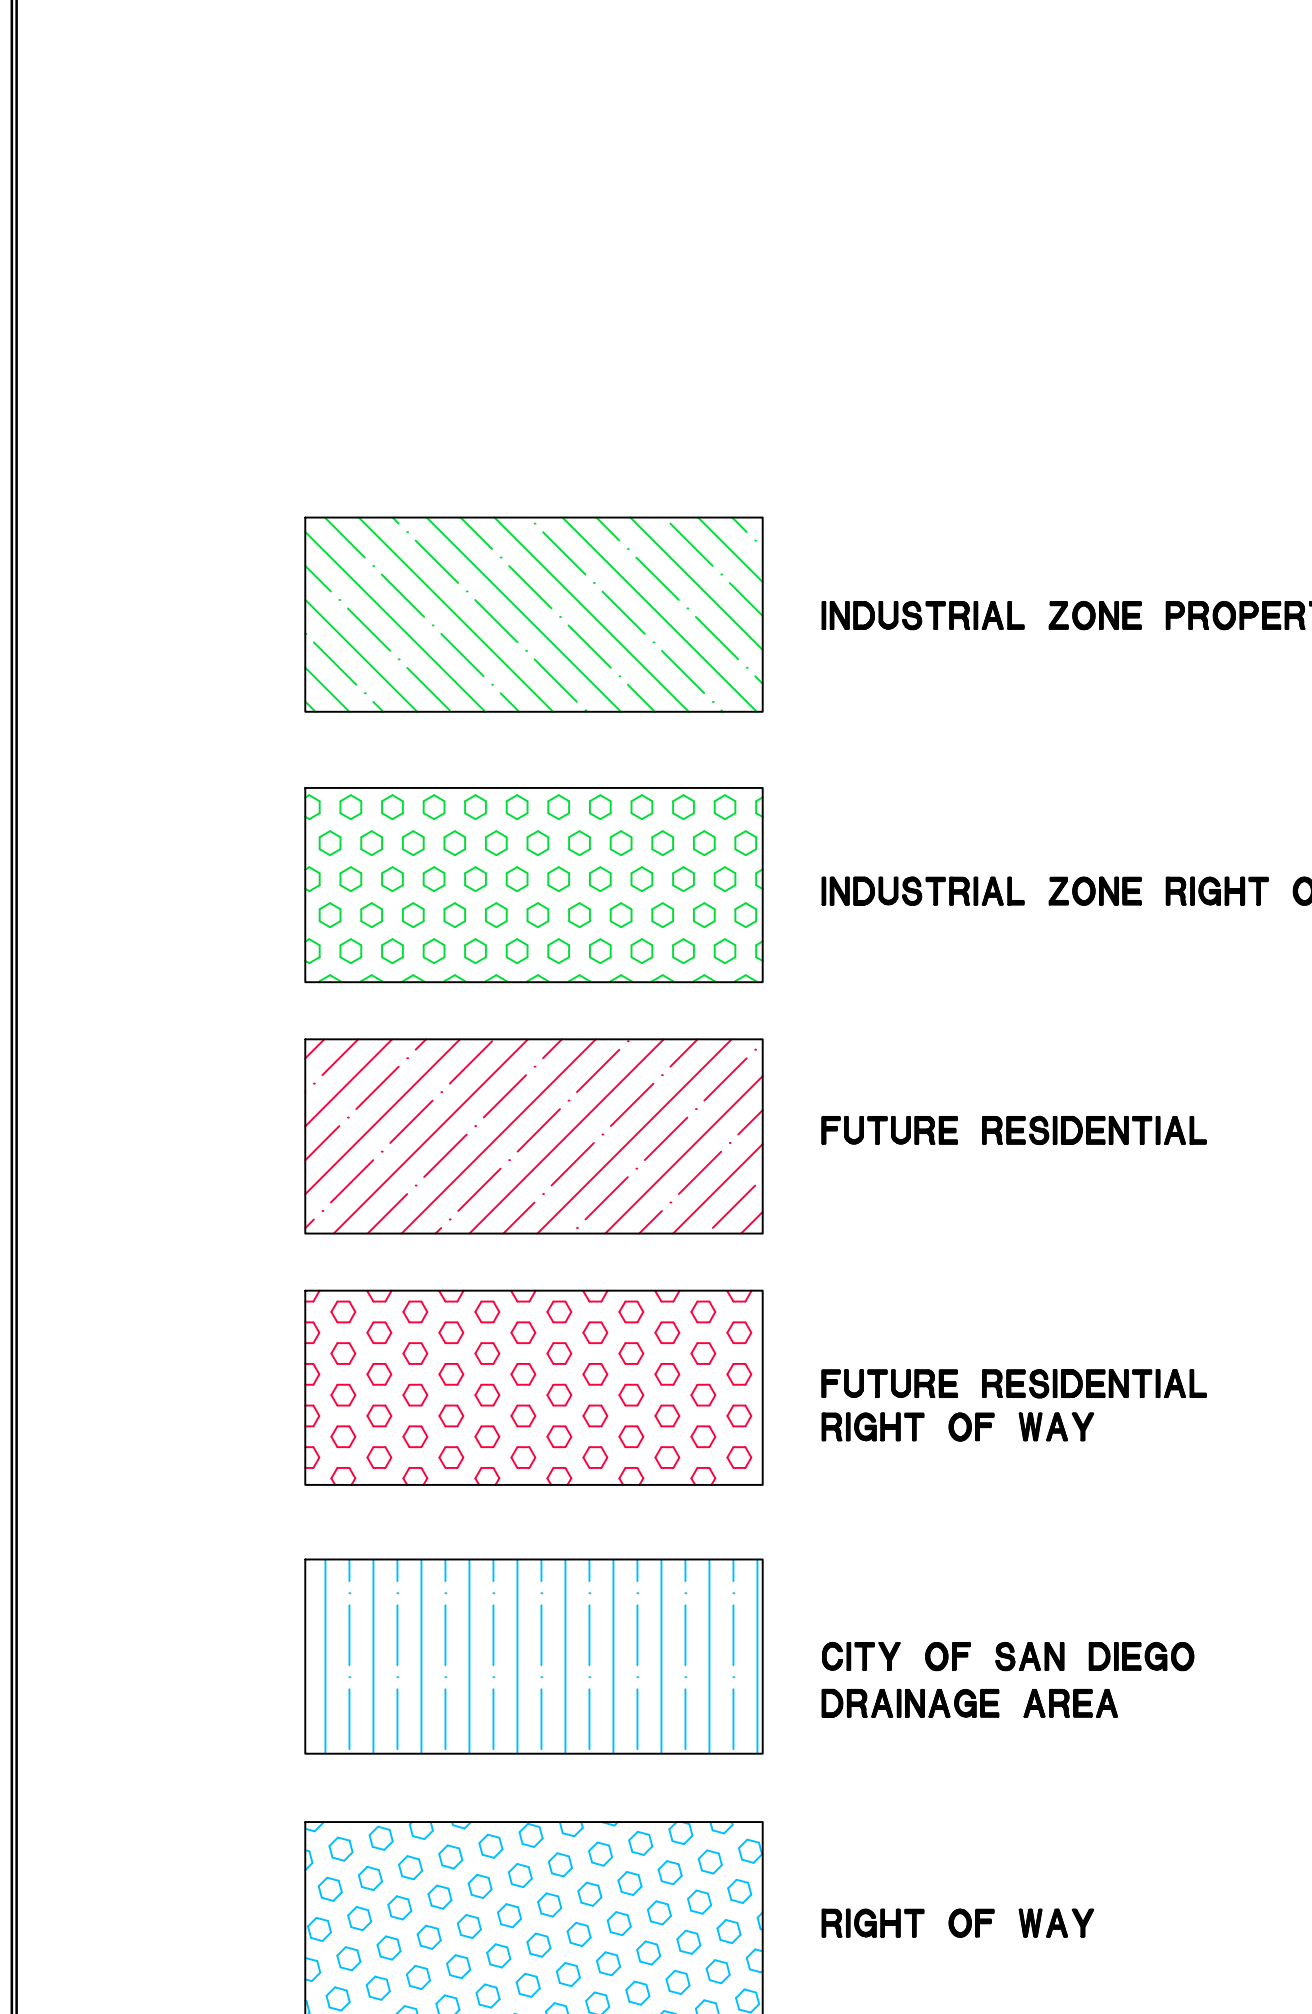 INDUSTRIAL ZONE PROPERT
INDUSTRIAL ZONE RIGHT O
FUTURE RESIDENTIAL
FUTURE RESIDENTIAL
RIGHT OF WAY
CITY OF SAN DIEGO
DRAINAGE AREA
RIGHT OF WAY